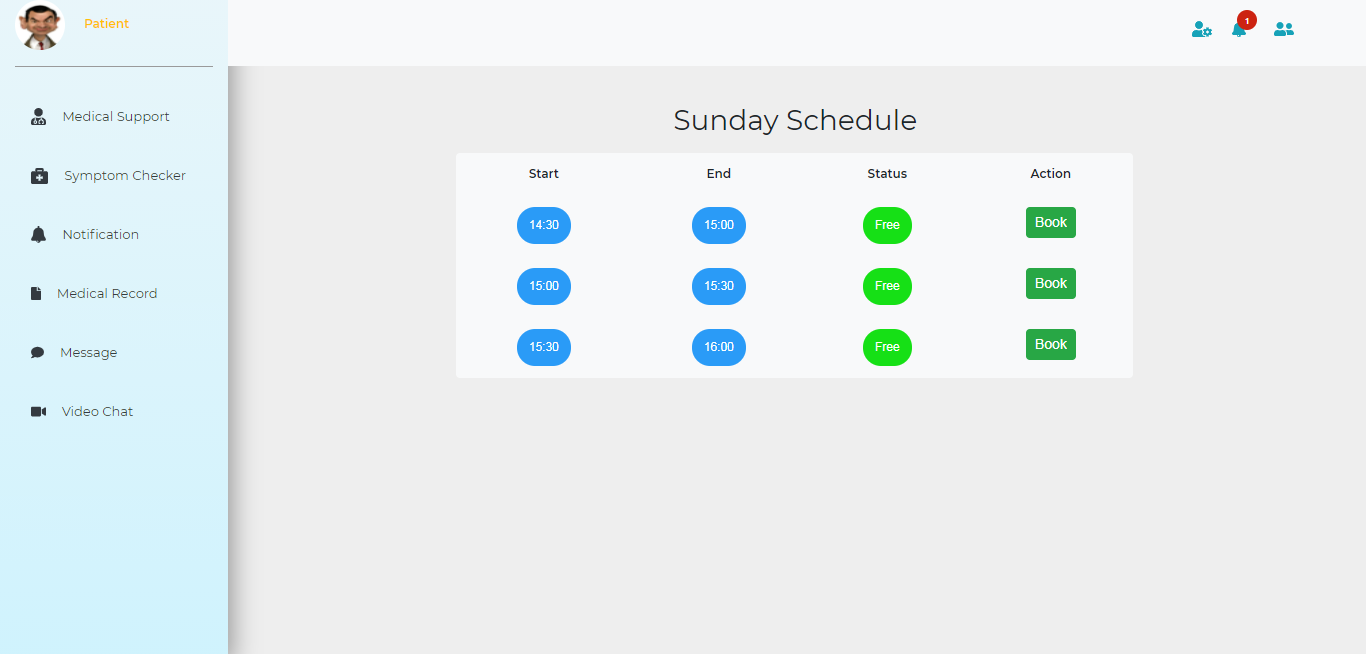 Patient
1
Medical Support
Symptom Checker
Notification
Medical Record
Message
Video Chat
Sunday Schedule
Start End Status Action
14:30 15:00 Free Book
15:00 15:30 Free Book
15:30 16:00 Free Book